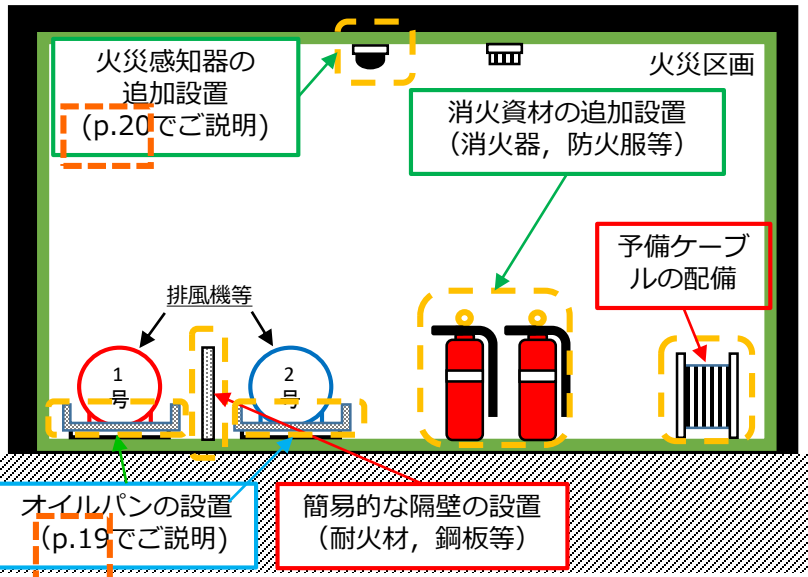 火災感知器の
追加設置
(p.20でご説明)
火災区画
消火資材の追加設置
（消火器，防火服等）
予備ケーブ
ルの配備
排風機等
1
号
2
号
オイルパンの設置
(p.19でご説明)
簡易的な隔壁の設置
（耐火材，鋼板等）